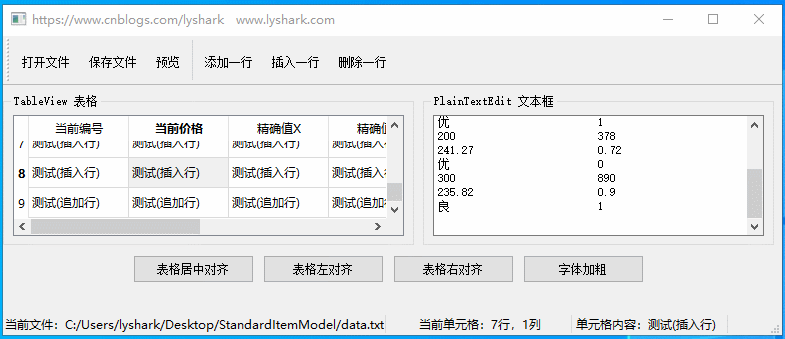 https://www.cnblogs.com/lyshark www.lyshark.com
打开文件 保存文件 预览 添加一行 插入一行 删除一行
TableView 表格
当前编号 当前价格 精确值X 精确值
7 测试(插入行) 测试(插入行) 测试(插入行) 测试(插入
8 测试(插入行) 测试(插入行) 测试(插入行) 测试(插入
9 测试(追加行) 测试(追加行) 测试(追加行) 测试(追加
PlainTextEdit 文本框
优 1
200 378
241.27 0.72
优 0
300 890
235.82 0.9
良 1
表格居中对齐 表格左对齐 表格右对齐 字体加粗
当前文件: C:/Users/lyshark/Desktop/StandardItemModel/data.txt 当前单元格: 7行，1列 单元格内容: 测试(插入行)